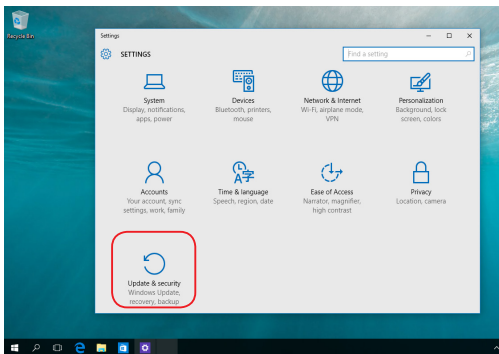 Recycle Bin
Settings
SETTINGS
Find a setting
System
Display, notifications,
apps, power
Devices
Bluetooth, printers,
mouse
Network & Internet
Wi-Fi, airplane mode,
VPN
Personalization
Background, lock
screen, colors
Accounts
Your account, sync
settings, work, family
Time & language
Speech, region, date
Ease of Access
Narrator, magnifier,
high contrast
Privacy
Location, camera
Update & security
Windows Update,
recovery, backup